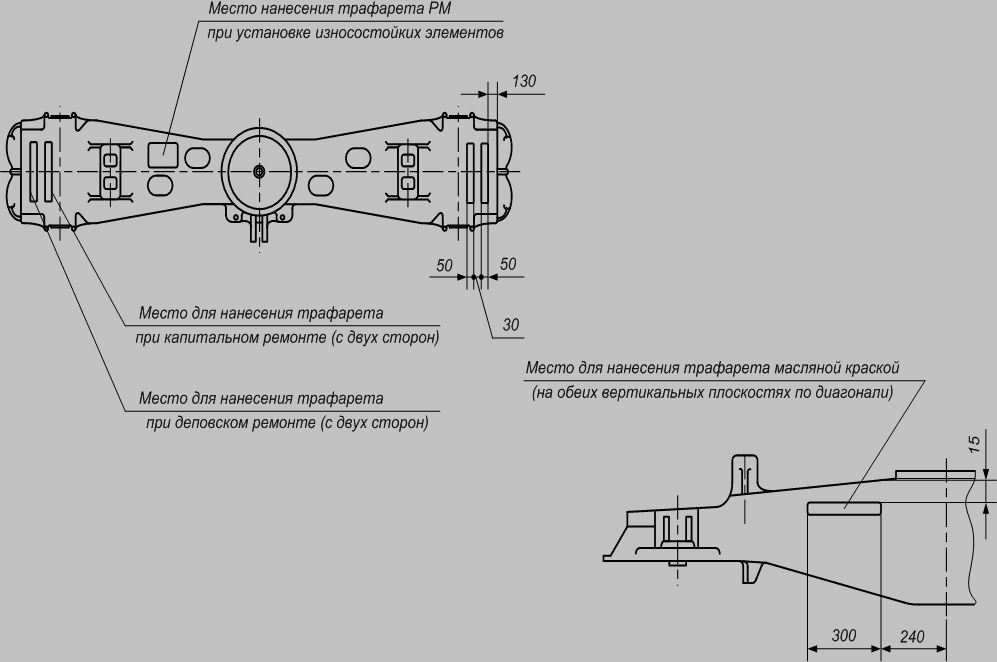 Место нанесения трафарета РМ
при установке износостойких элементов
130
50
50
30
Место для нанесения трафарета
при капитальном ремонте (с двух сторон)
Место для нанесения трафарета масляной краской
(на обеих вертикальных плоскостях по диагонали)
Место для нанесения трафарета
при деповском ремонте (с двух сторон)
15
300
240